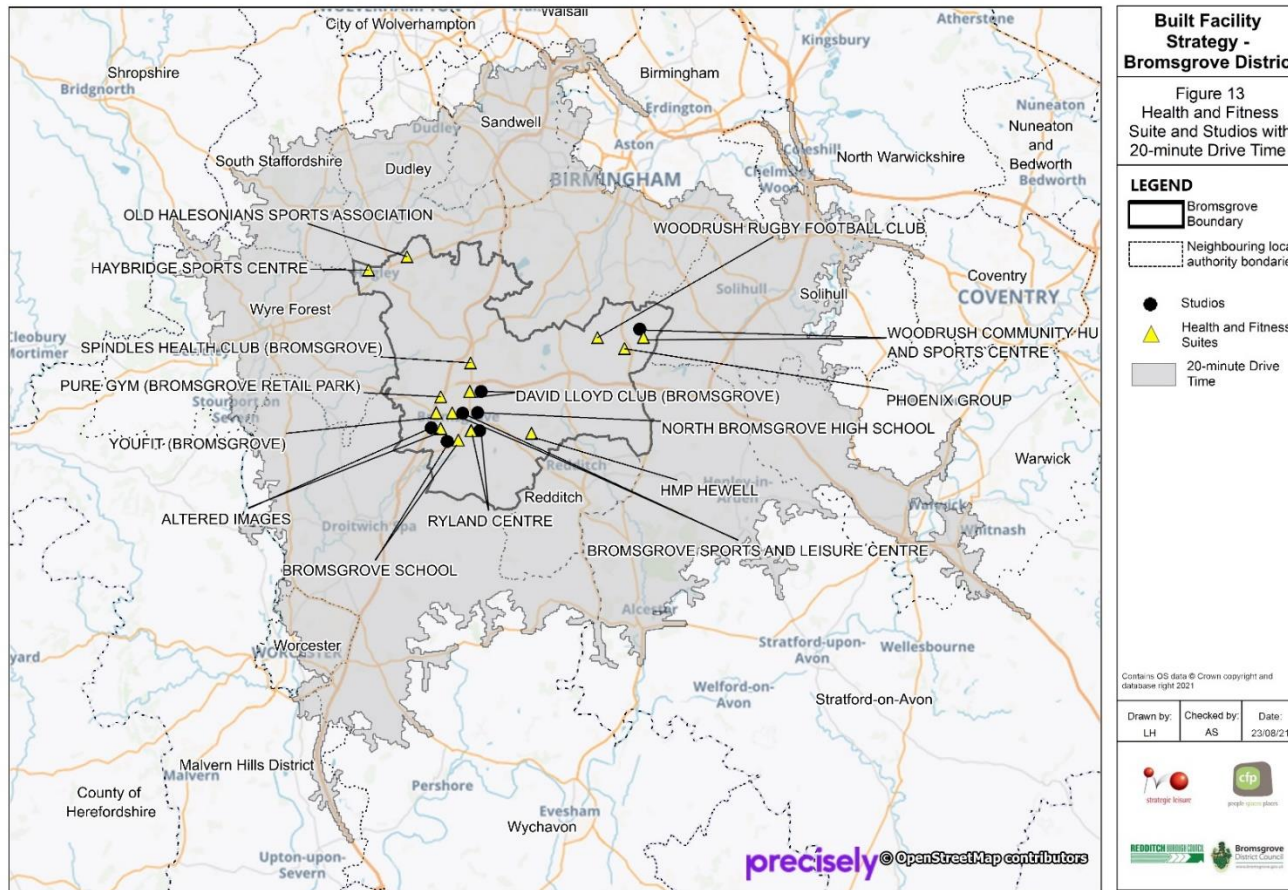 WOLVERHAMPTON
City of Wolverhampton
Walsall
Kingsbury
Atherstone
Shropshire
Bridgnorth
Birmingham
Erdington
Nuneaton
Nuneaton
and
Bedworth
Bedworth
Sandwell
Dudley
South Staffordshire
Dudley
Aston
Coleshill
Chelmsley
Wood
North Warwickshire
BIRMINGHAM
OLD HALESONIANS SPORTS ASSOCIATION
WOODRUSH RUGBY FOOTBALL CLUB
HAYBRIDGE SPORTS CENTRE
Solihull
Solihull
Coventry
COVENTRY
Wyre Forest
Cleobury
Mortimer
SPINDLES HEALTH CLUB (BROMSGROVE)
WOODRUSH COMMUNITY HU
AND SPORTS CENTRE
PURE GYM (BROMSGROVE RETAIL PARK)
Stourport on
Severn
DAVID LLOYD CLUB (BROMSGROVE)
PHOENIX GROUP
YOUFIT (BROMSGROVE)
NORTH BROMSGROVE HIGH SCHOOL
Warwick
Redditch
HMP HEWELL
Henley-in-
Arden
Redditch
ALTERED IMAGES
Droitwich Spa
RYLAND CENTRE
Warwick
Whitnash
BROMSGROVE SCHOOL
BROMSGROVE SPORTS AND LEISURE CENTRE
Alcester
Worcester
WORCESTER
yard
Stratford-upon-
Avon
Wellesbourne
Welford-on-
Avon
Stratford-on-Avon
Malvern Hills District
Malvern
County of
Herefordshire
Pershore
Evesham
Wychavon
Upton-upon-
Severn
precisely © OpenStreetMap contributors
Built Facility
Strategy -
Bromsgrove District
Figure 13
Health and Fitness
Suite and Studios with
20-minute Drive Time
LEGEND
Bromsgrove
Boundary
Neighbouring loca
authority bondarie
Studios
Health and Fitness
Suites
20-minute Drive
Time
Contains OS data © Crown copyright and
database right 2021
Drawn by:
LH
Checked by:
AS
Date:
23/08/21
strategic leisure
cfp
people spaces places
REDDITCH BOROUGH COUNCIL
Bromsgrove
District Council